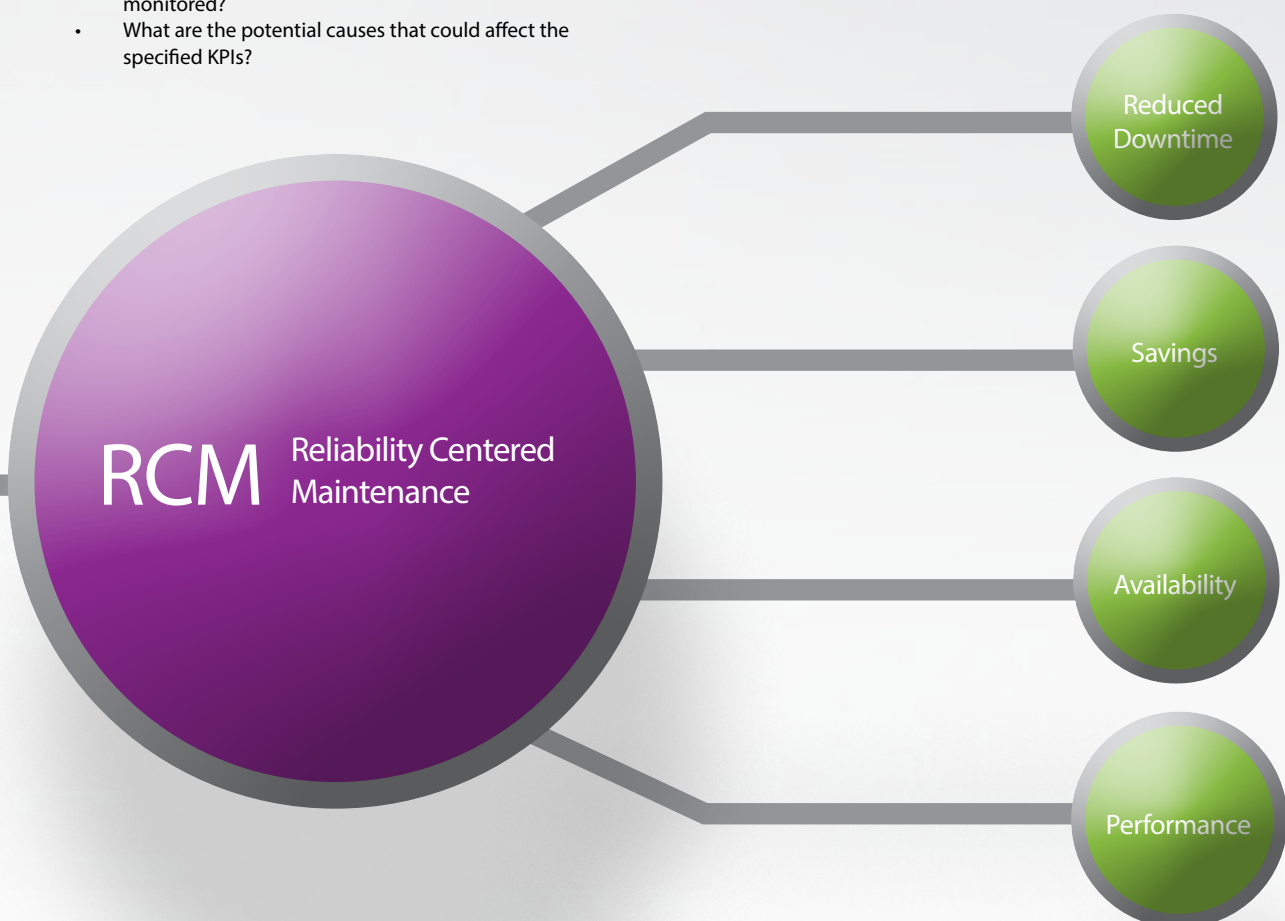 monitored?
• What are the potential causes that could affect the
specified KPIs?
Reduced
Downtime
Savings
RCM Reliability Centered
Maintenance
Availability
Performance